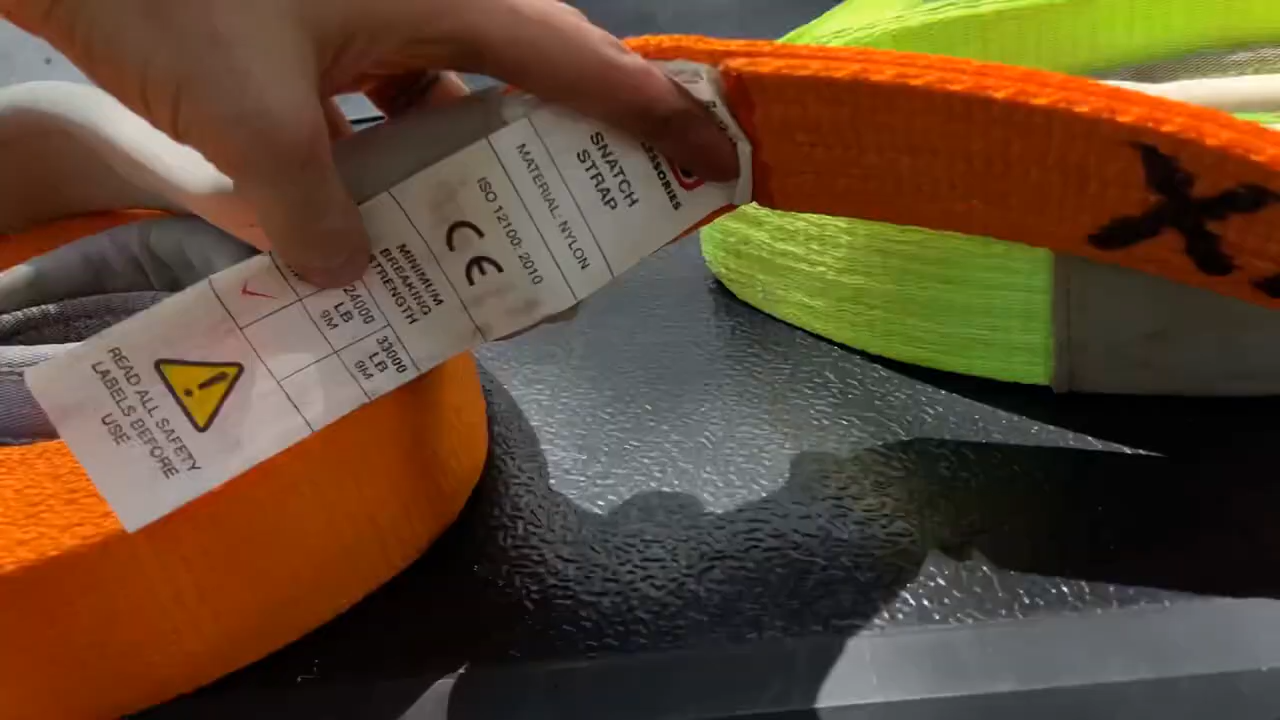 SNATCH
STRAP
MATERIAL: NYLON
ISO 12100: 2010
CE
MINIMUM
BREAKING
STRENGTH
24000
LB
9M
33000
LB
9M
READ ALL SAFETY
LABELS BEFORE
USE
X